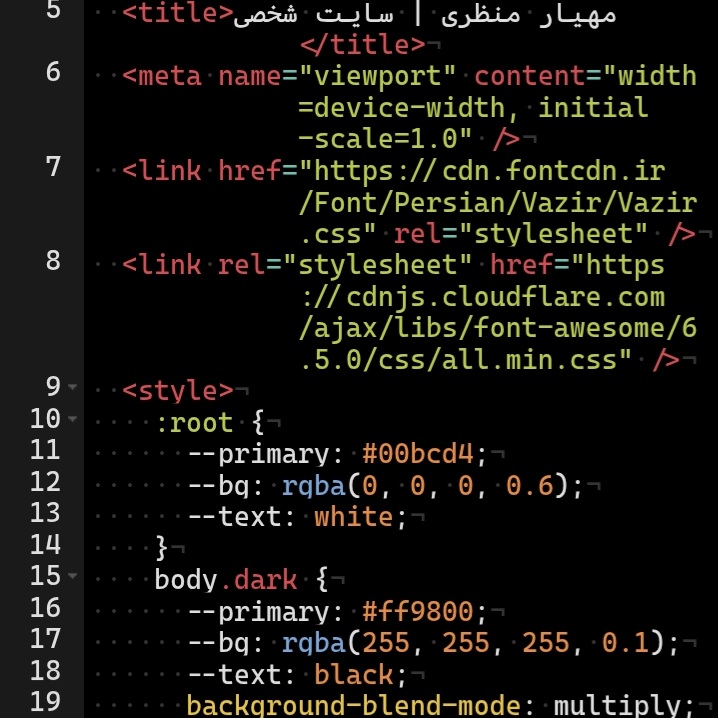 5 <title>مهیار منظری | سایت شخصی
</title>
6 <meta name="viewport" content="width
=device-width, initial
-scale=1.0" />
7 <link href="https://cdn.fontcdn.ir
/Font/Persian/Vazir/Vazir
.css" rel="stylesheet" />
8 <link rel="stylesheet" href="https
://cdnjs.cloudflare.com
/ajax/libs/font-awesome/6
.5.0/css/all.min.css" />
9 <style>
10 :root {
11 --primary: #00bcd4;
12 --bg: rgba(0, 0, 0, 0.6);
13 --text: white;
14 }
15 body.dark {
16 --primary: #ff9800;
17 --bg: rgba(255, 255, 255, 0.1);
18 --text: black;
19 background-blend-mode: multiply;